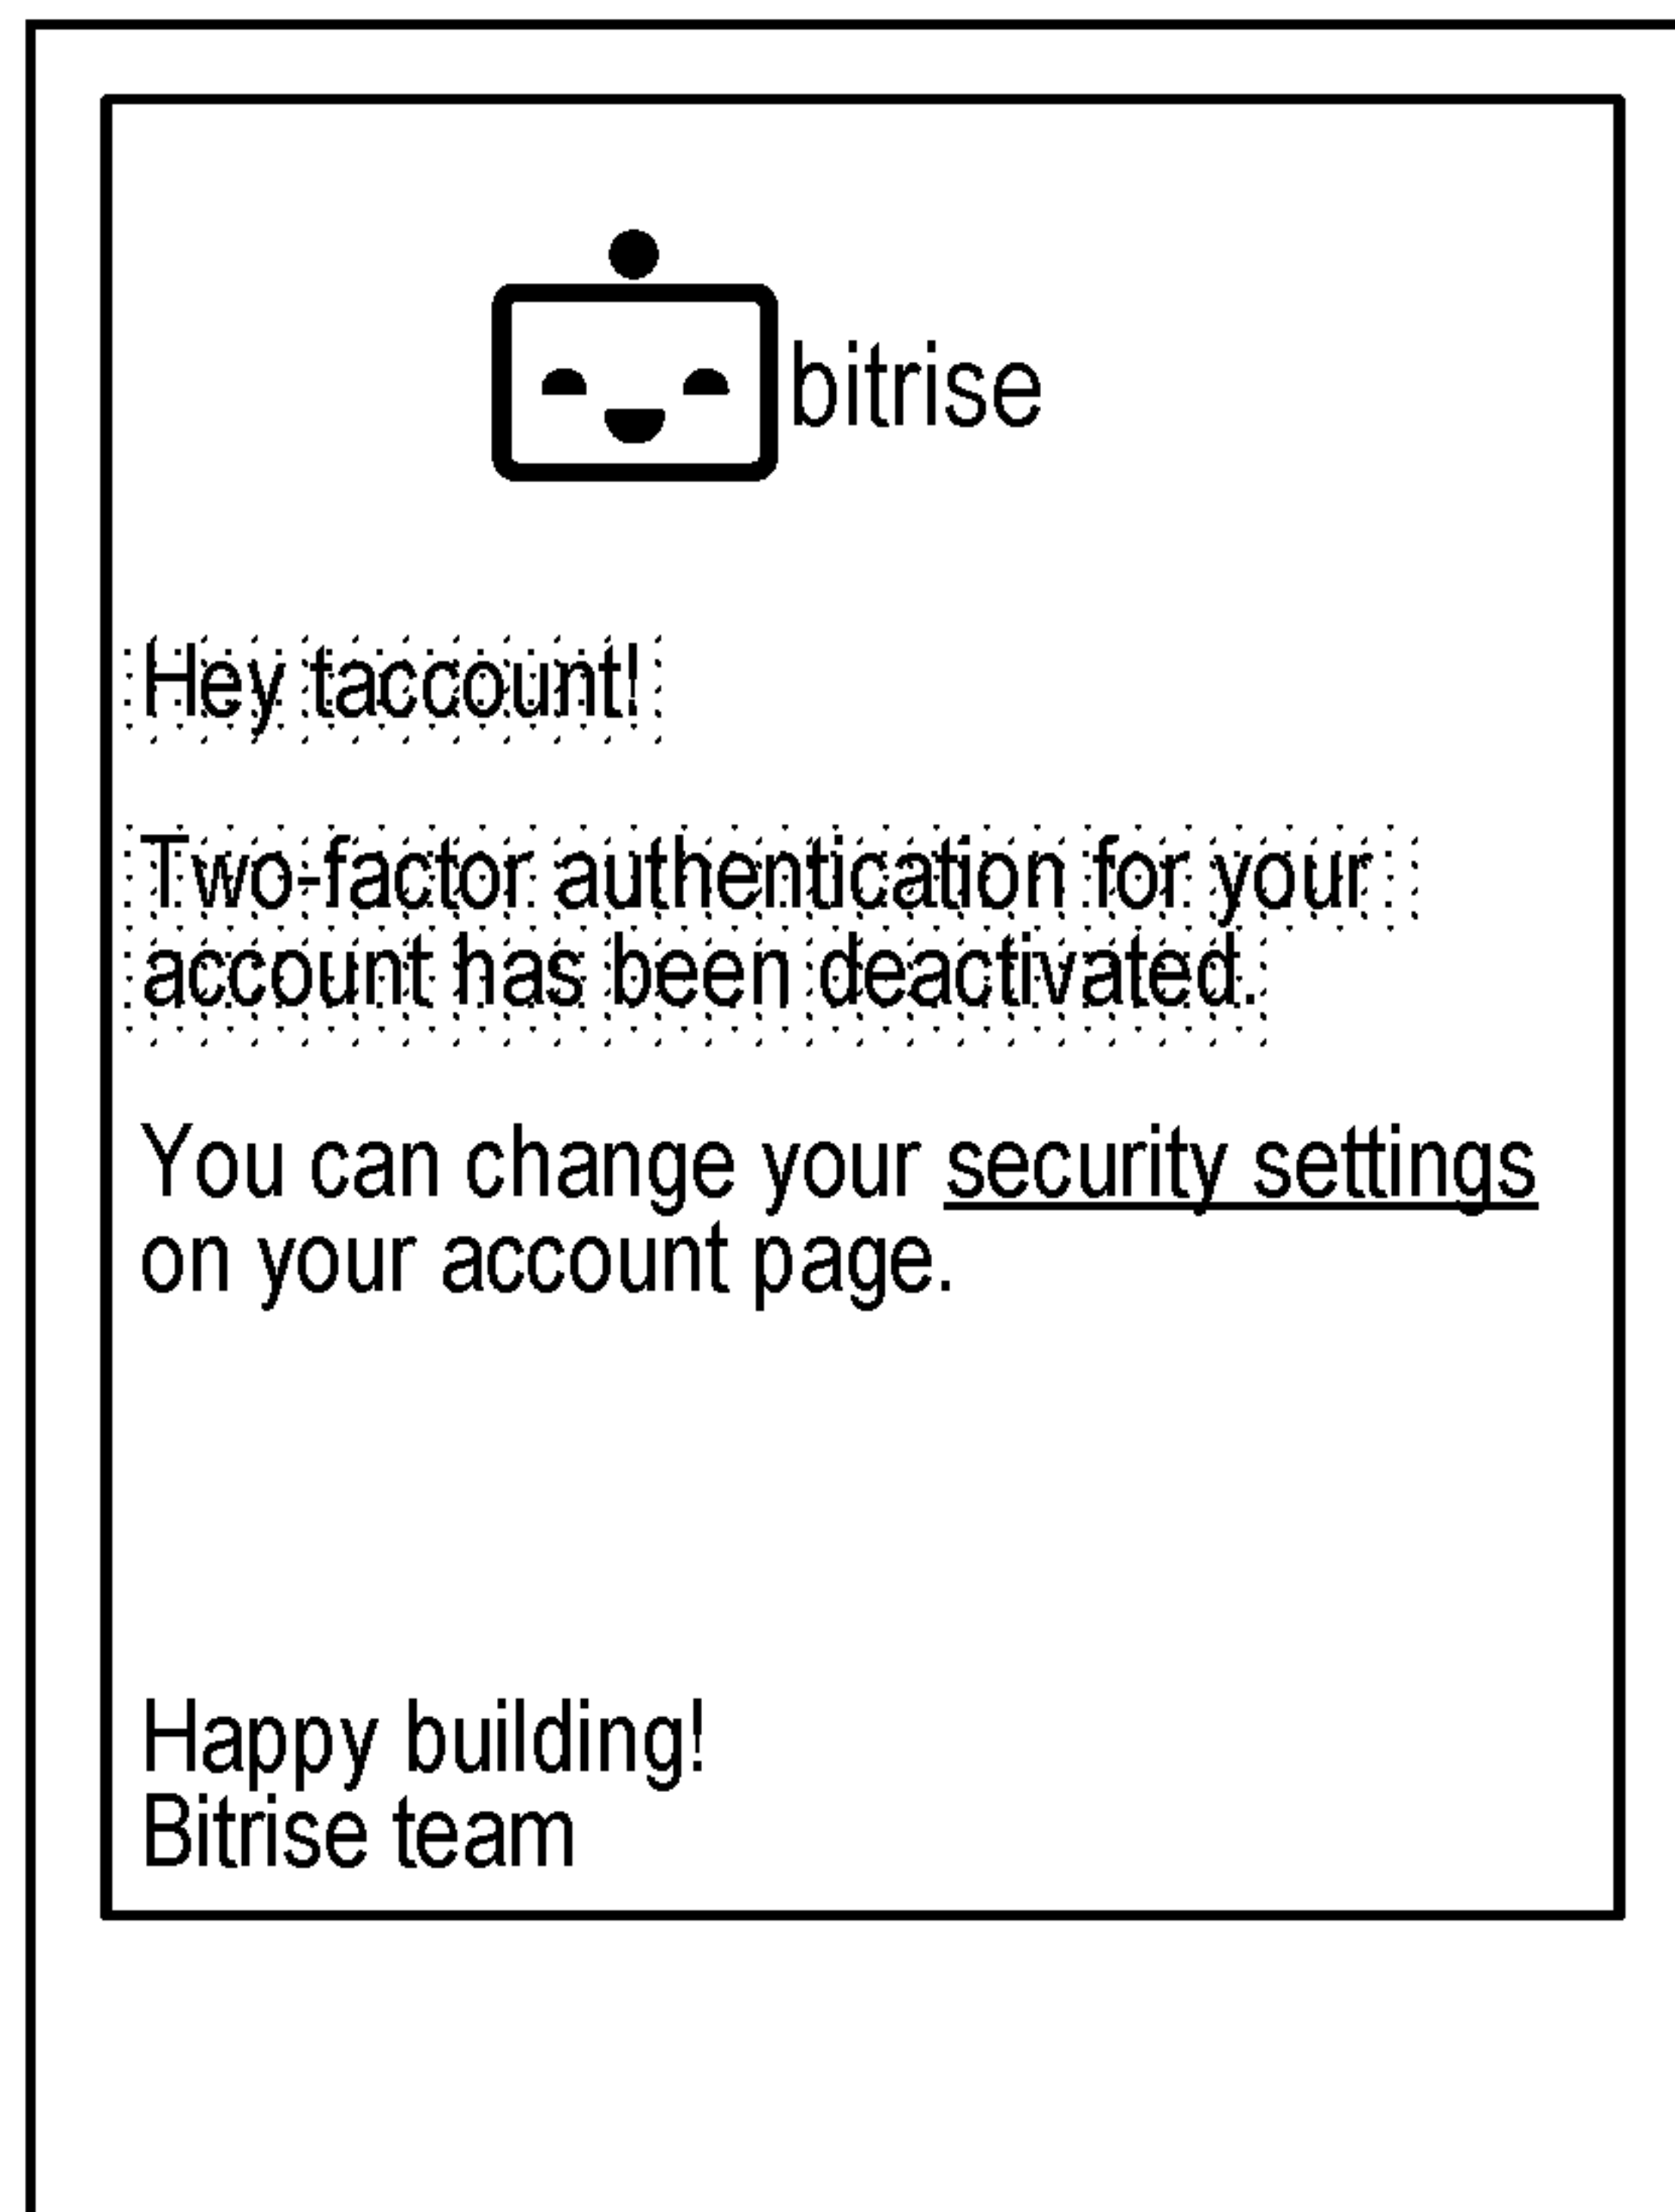 bitrise
Hey taccount!
Two-factor authentication for your
account has been deactivated.
You can change your security settings
on your account page.
Happy building!
Bitrise team